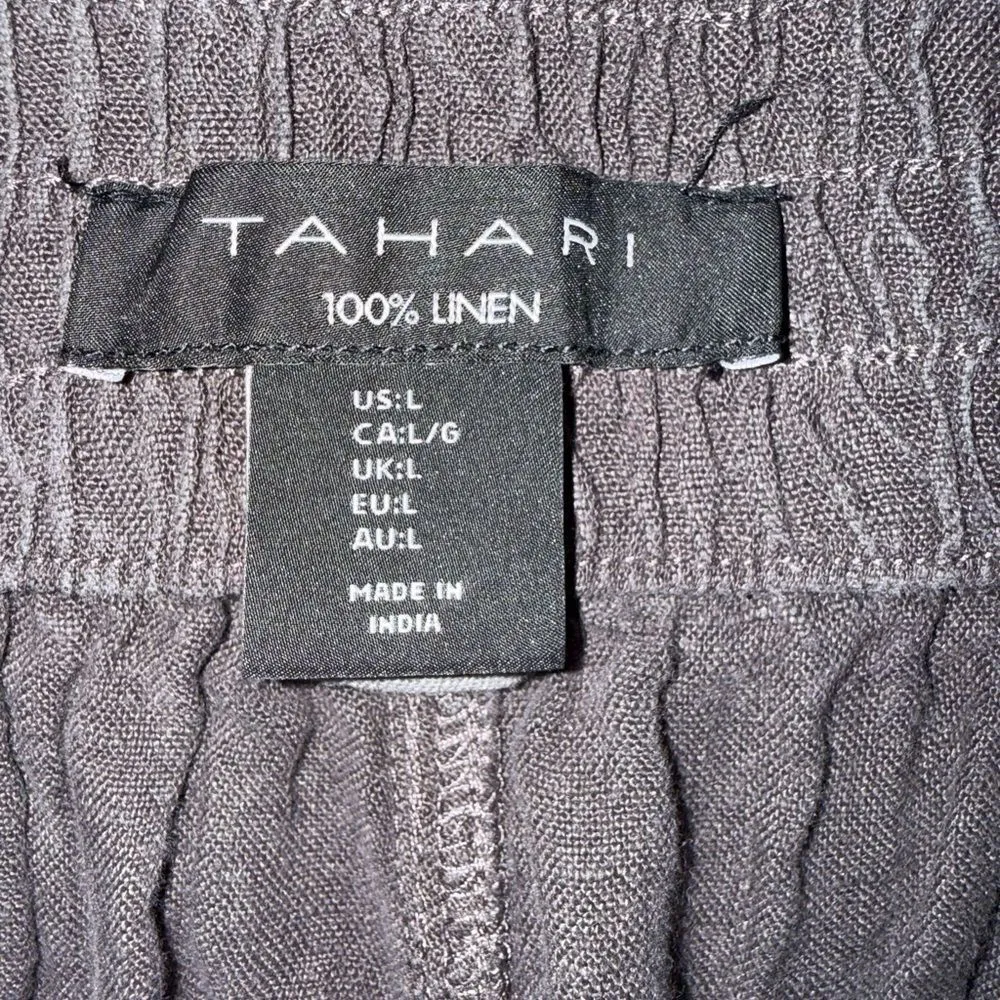 TAHARI
100% LINEN
US:L
CA:L/G
UK:L
EU:L
AU:L
MADE IN
INDIA